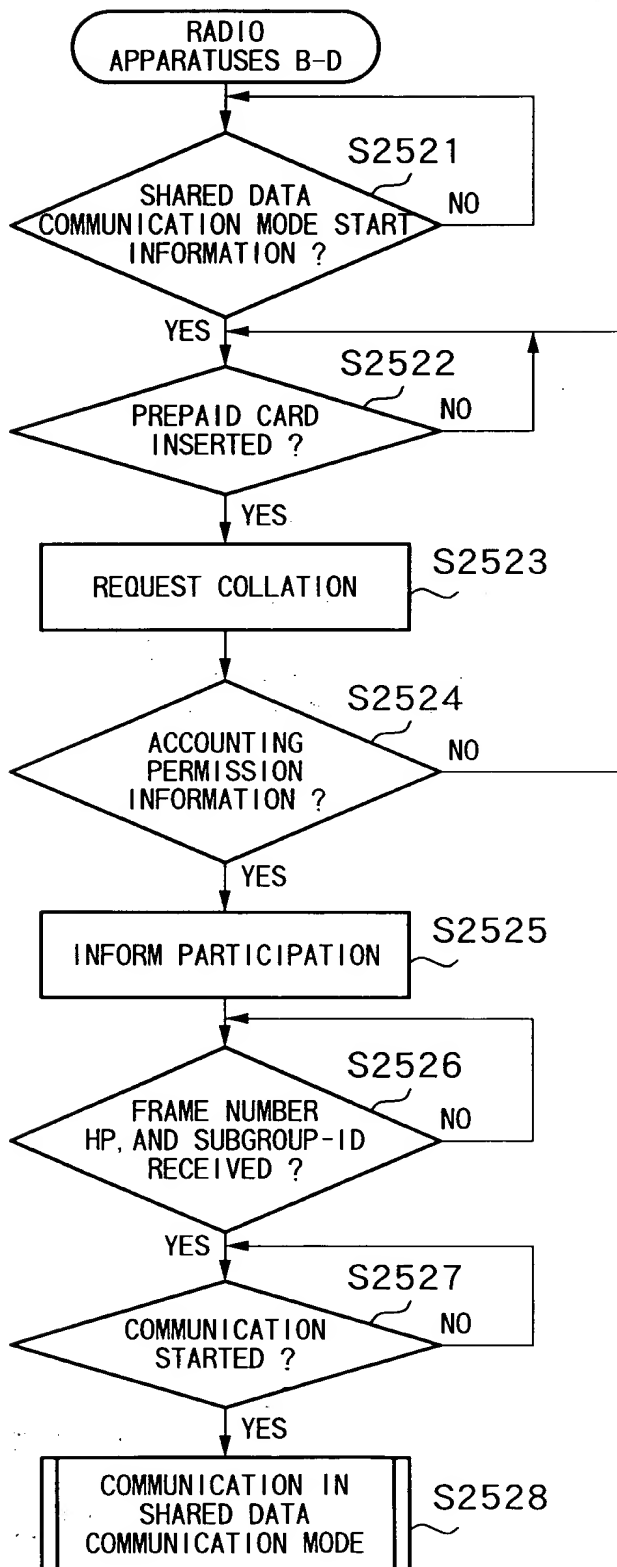 RADIO
APPARATUSES B-D
S2521
SHARED DATA
COMMUNICATION MODE START
INFORMATION ?
NO
YES
S2522
PREPAID CARD
INSERTED ?
NO
YES
S2523
REQUEST COLLATION
S2524
ACCOUNTING
PERMISSION
INFORMATION ?
NO
YES
S2525
INFORM PARTICIPATION
S2526
FRAME NUMBER
HP, AND SUBGROUP-ID
RECEIVED ?
NO
YES
S2527
COMMUNICATION
STARTED ?
NO
YES
S2528
COMMUNICATION IN
SHARED DATA
COMMUNICATION MODE